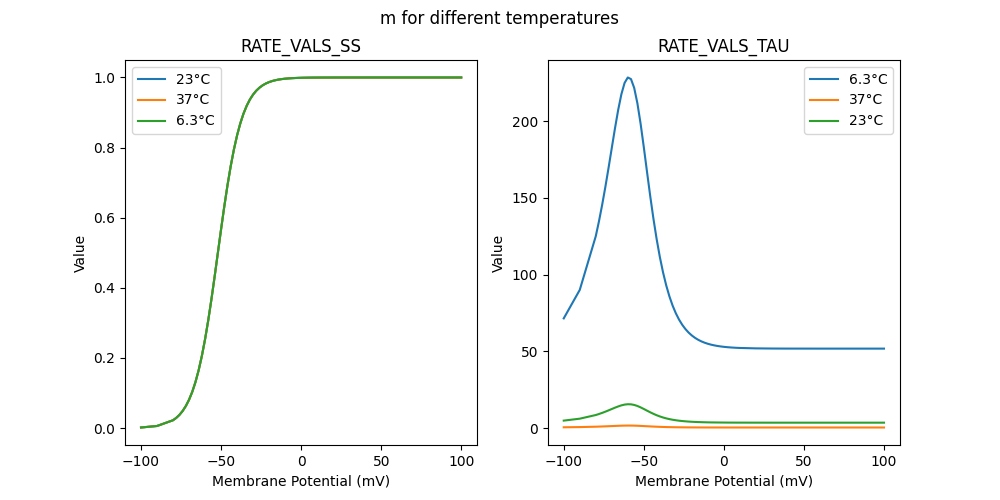 m for different temperatures
RATE_VALS_SS
23°C
37°C
6.3°C
1.0
0.8
0.6
0.4
0.2
0.0
Value
−100
−50
0
50
100
Membrane Potential (mV)
RATE_VALS_TAU
6.3°C
37°C
23°C
200
150
100
50
0
Value
−100
−50
0
50
100
Membrane Potential (mV)